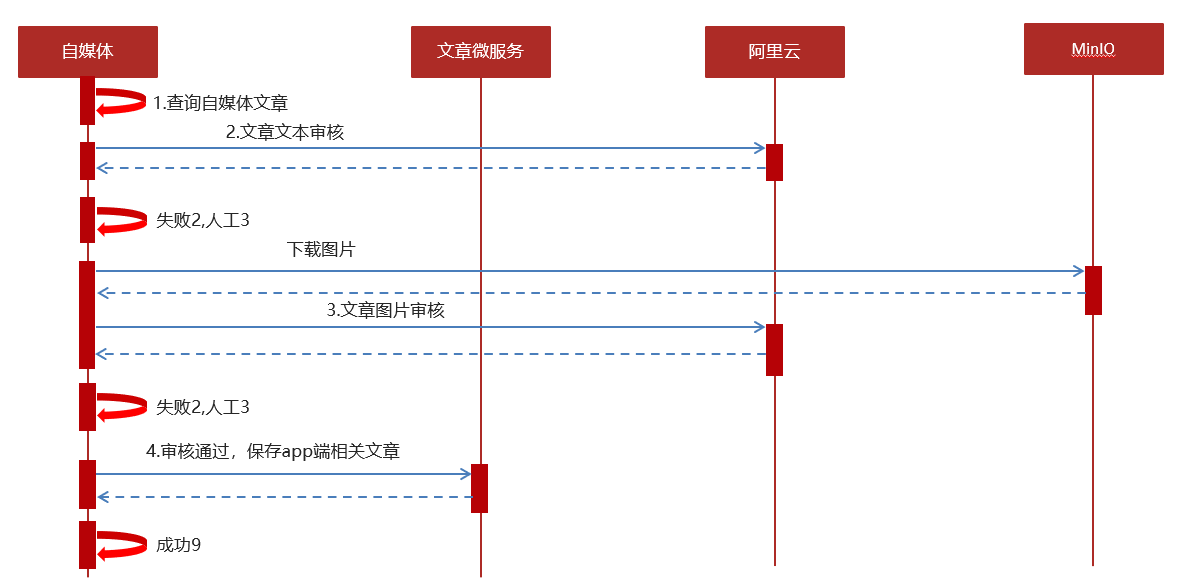 自媒体
文章微服务
阿里云
MinIO
1.查询自媒体文章
2.文章文本审核
失败2,人工3
下载图片
3.文章图片审核
失败2,人工3
4.审核通过，保存app端相关文章
成功9